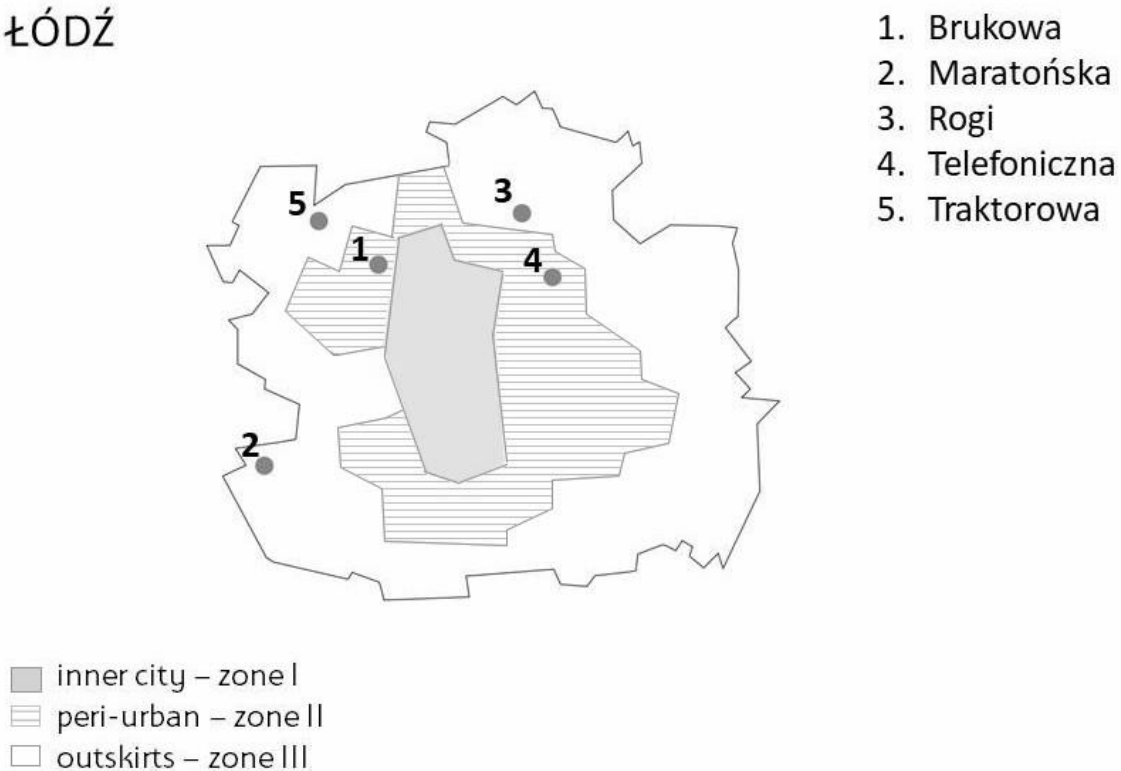 ŁÓDŹ
1. Brukowa
2. Maratońska
3. Rogi
4. Telefoniczna
5. Traktorowa
3
5
1
4
2
inner city – zone I
peri-urban – zone II
outskirts – zone III